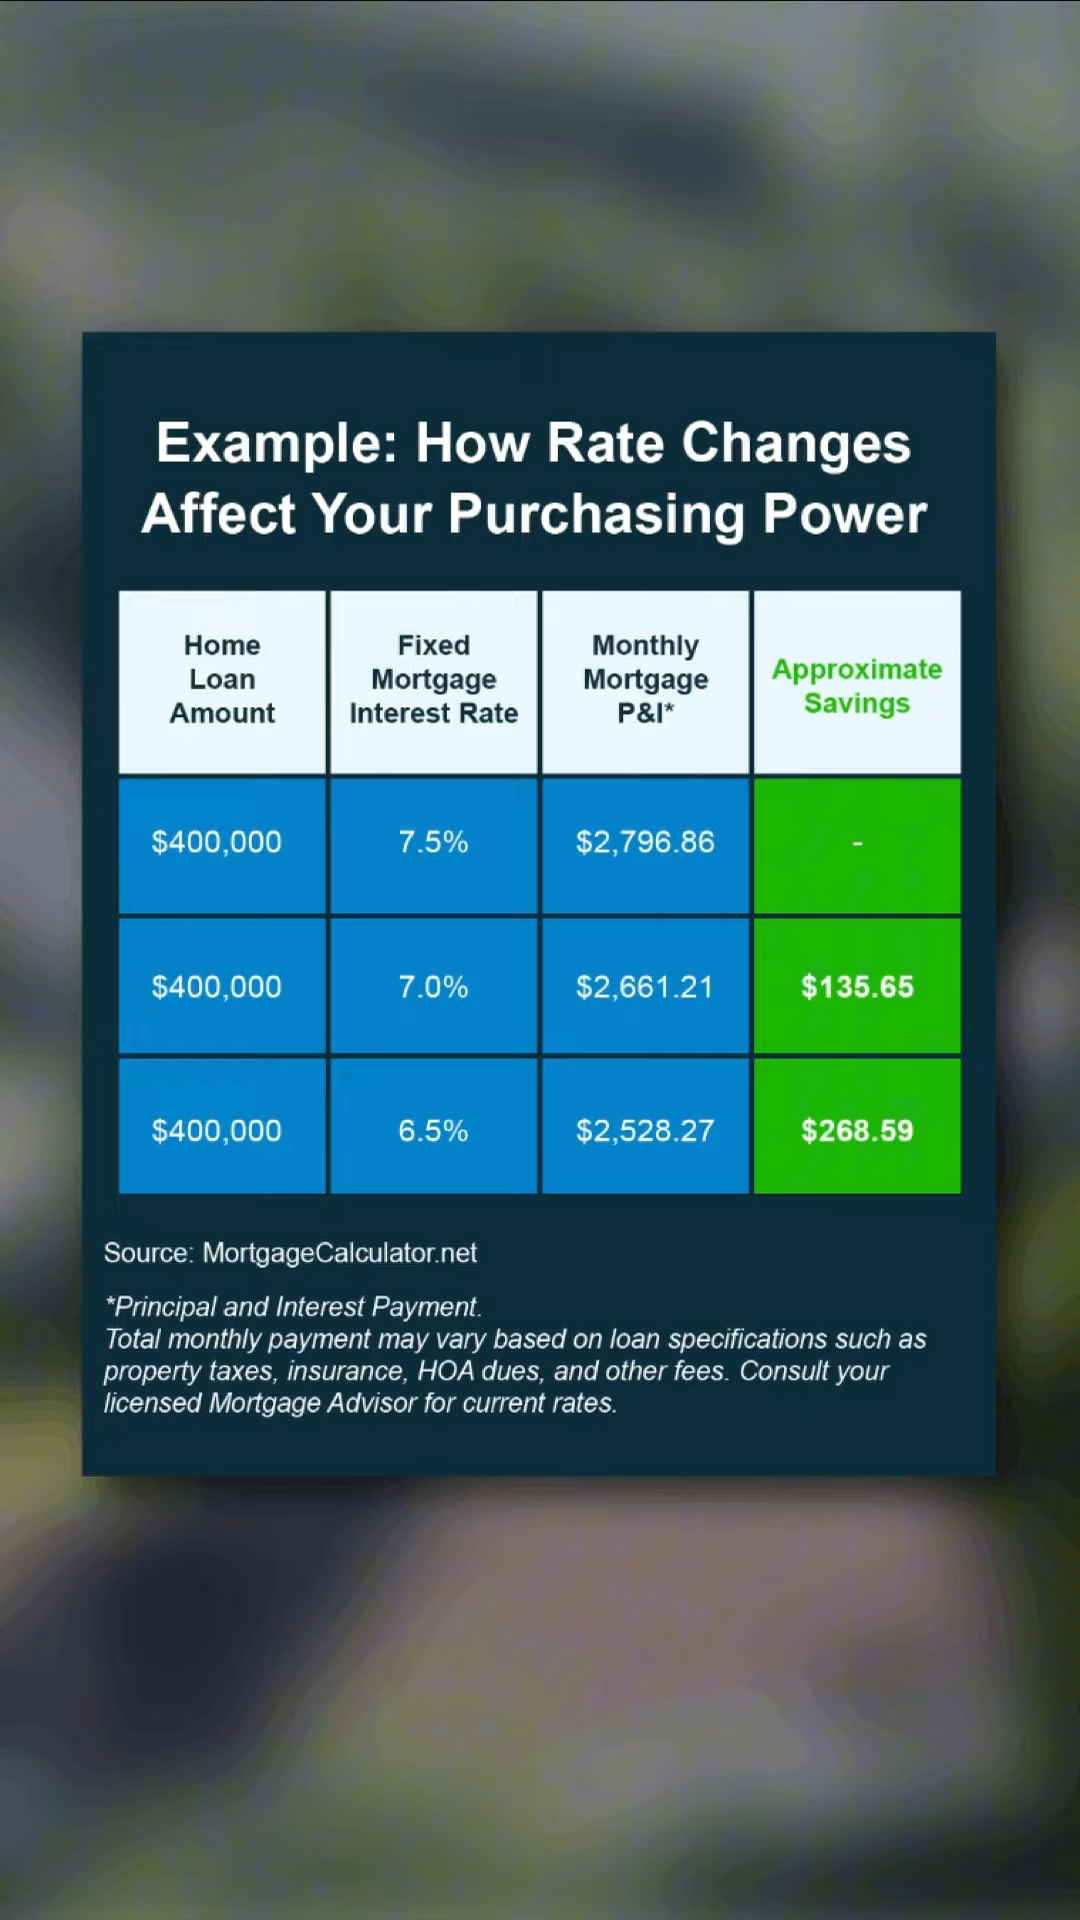 Example: How Rate Changes
Affect Your Purchasing Power
Home
Loan
Amount
Fixed
Mortgage
Interest Rate
Monthly
Mortgage
P&I*
Approximate
Savings
$400,000 7.5% $2,796.86 -
$400,000 7.0% $2,661.21 $135.65
$400,000 6.5% $2,528.27 $268.59
Source: MortgageCalculator.net
*Principal and Interest Payment.
Total monthly payment may vary based on loan specifications such as
property taxes, insurance, HOA dues, and other fees. Consult your
licensed Mortgage Advisor for current rates.